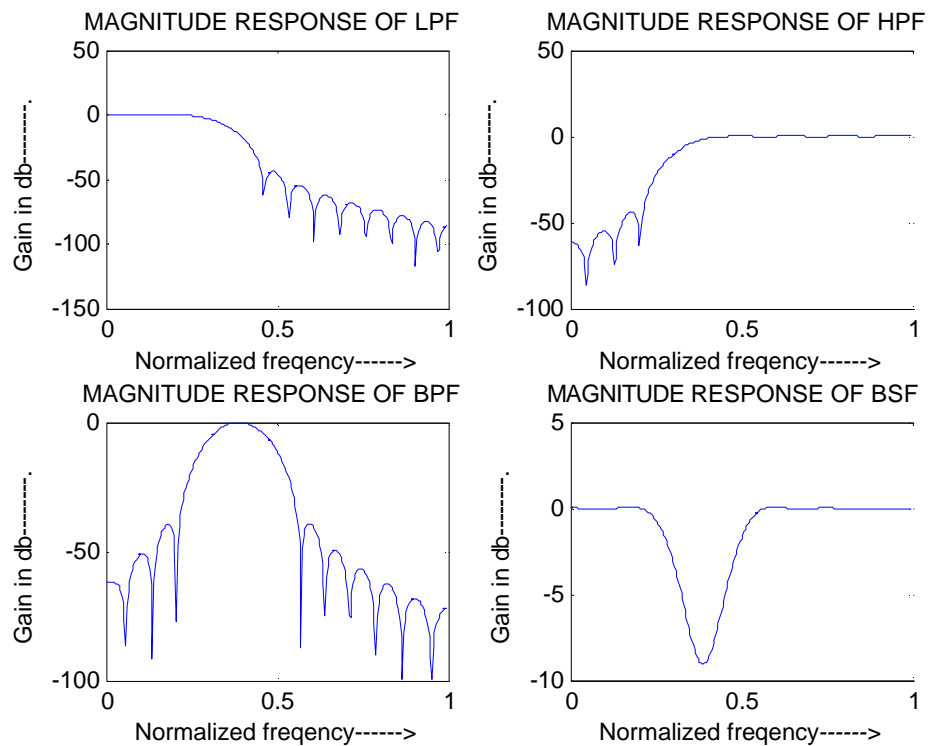 MAGNITUDE RESPONSE OF LPF
50
0
-50
-100
-150
0
0.5
1
Gain in db--------.
Normalized freqency------>
MAGNITUDE RESPONSE OF HPF
50
0
-50
-100
0
0.5
1
Gain in db----------.
Normalized freqency------>
MAGNITUDE RESPONSE OF BPF
0
-50
-100
0
0.5
1
Gain in db--------.
Normalized freqency------>
MAGNITUDE RESPONSE OF BSF
5
0
-5
-10
0
0.5
1
Gain in db--------.
Normalized freqency------>